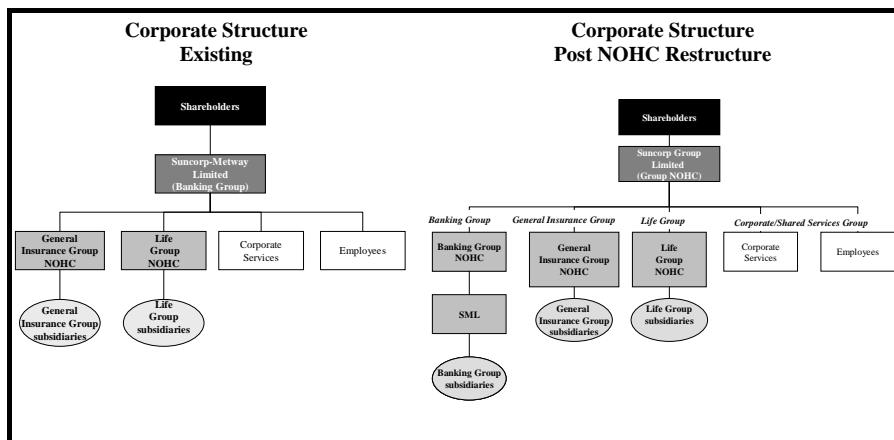 Corporate Structure
Existing
Shareholders
Suncorp-Metway
Limited
(Banking Group)
General
Insurance Group
NOHC
Life
Group
NOHC
Corporate
Services
Employees
General
Insurance Group
subsidiaries
Life
Group
subsidiaries
Corporate Structure
Post NOHC Restructure
Shareholders
Suncorp Group
Limited
(Group NOHC)
Banking Group
General Insurance Group
Life Group
Corporate/Shared Services Group
Banking Group
NOHC
General
Insurance Group
NOHC
Life
Group
NOHC
Corporate
Services
Employees
SML
General
Insurance Group
subsidiaries
Life Group
subsidiaries
Banking Group
subsidiaries